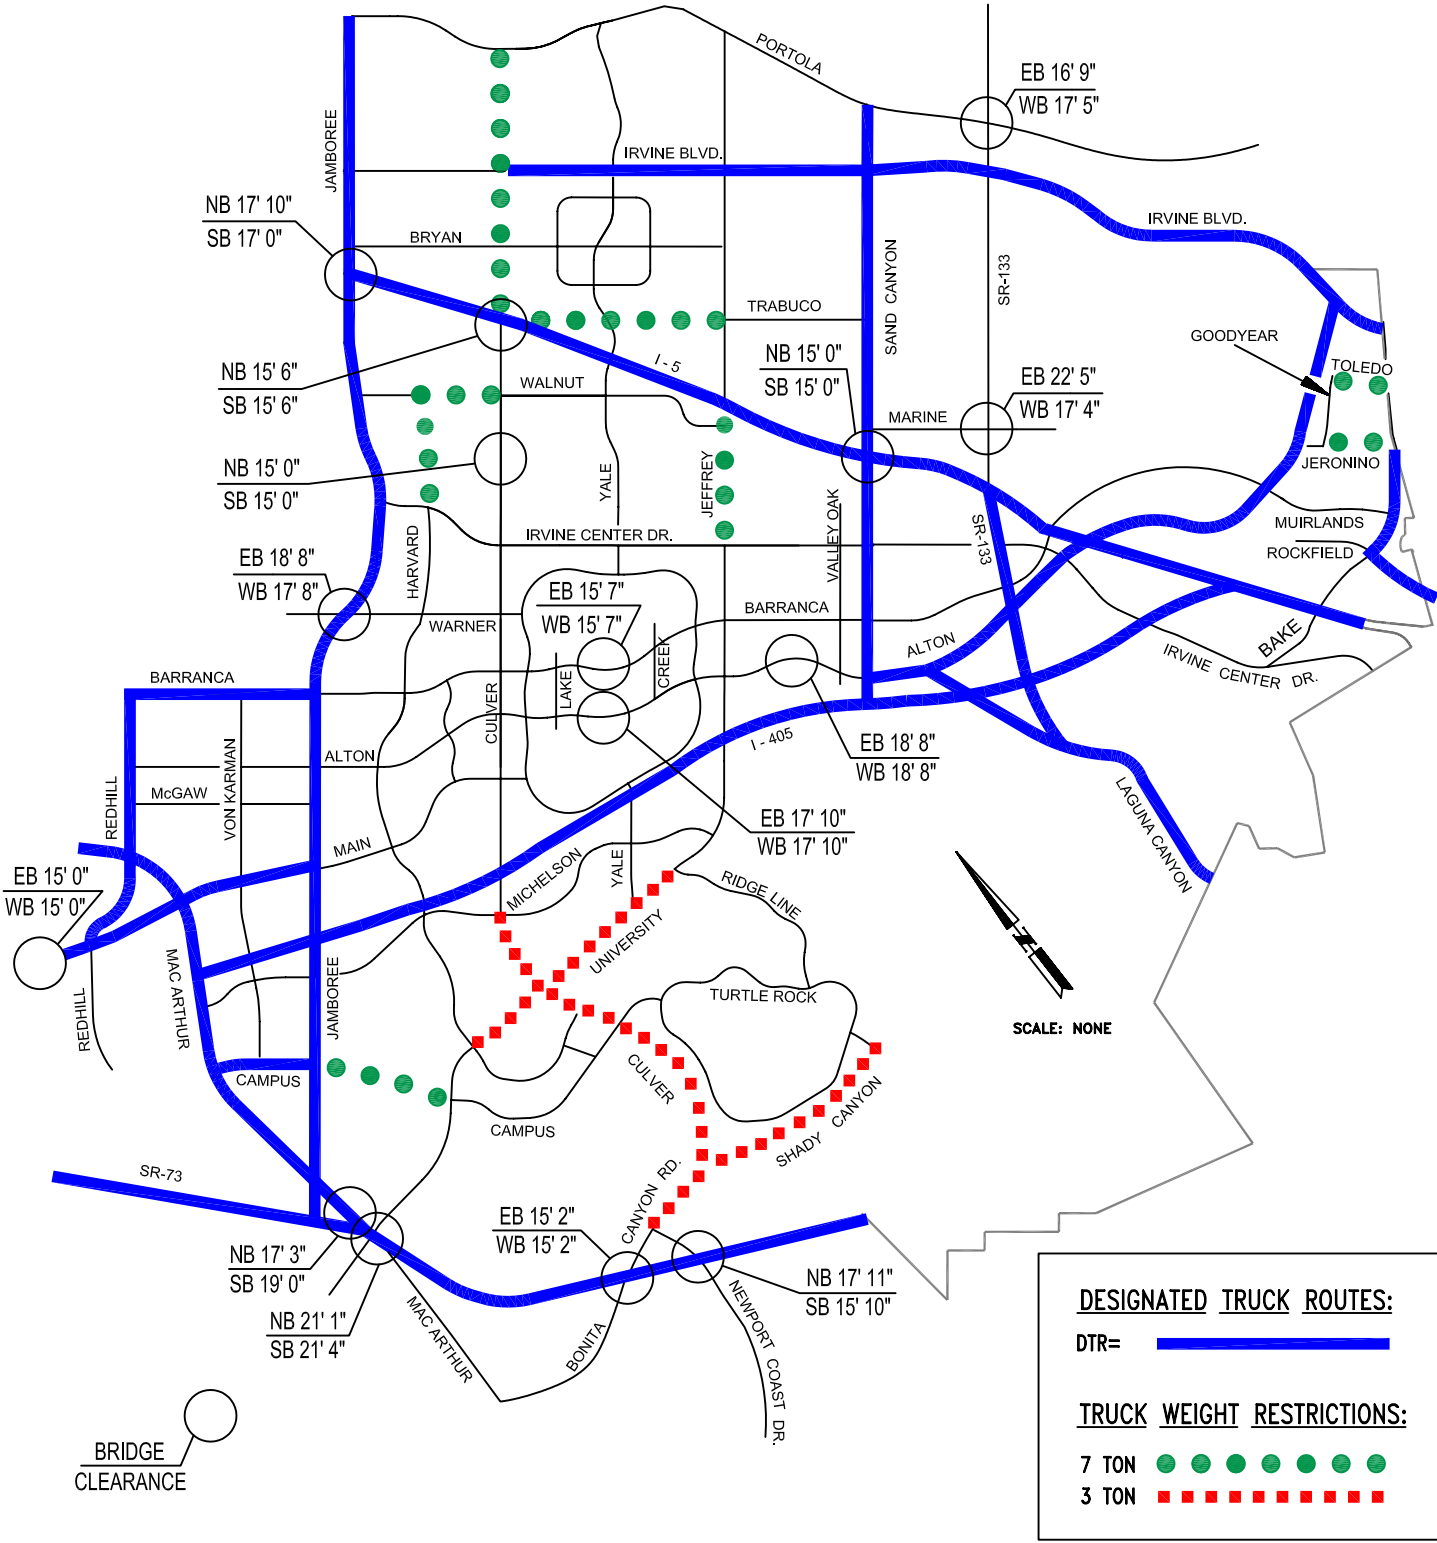 PORTOLA
EB 16' 9"
WB 17' 5"
JAMBOREE
IRVINE BLVD.
NB 17' 10"
SB 17' 0"
BRYAN
IRVINE BLVD.
SAND CANYON
SR-133
TRABUCO
GOODYEAR
TOLEDO
NB 15' 6"
SB 15' 6"
I - 5
WALNUT
NB 15' 0"
SB 15' 0"
EB 22' 5"
WB 17' 4"
MARINE
NB 15' 0"
SB 15' 0"
YALE
JEFFREY
JERONINO
VALLEY OAK
SR-133
MUIRLANDS
ROCKFIELD
HARVARD
IRVINE CENTER DR.
EB 18' 8"
WB 17' 8"
EB 15' 7"
WB 15' 7"
WARNER
BARRANCA
ALTON
BAKE
IRVINE CENTER DR.
BARRANCA
LAKE
CREEK
CULVER
ALTON
I - 405
EB 18' 8"
WB 18' 8"
McGAW
VON KARMAN
REDHILL
MAIN
EB 17' 10"
WB 17' 10"
LAGUNA CANYON
EB 15' 0"
WB 15' 0"
MICHELSON
YALE
RIDGE LINE
UNIVERSITY
MAC ARTHUR
JAMBOREE
REDHILL
TURTLE ROCK
SCALE: NONE
CAMPUS
CULVER
CAMPUS
SHADY CANYON
SR-73
CANYON RD.
EB 15' 2"
WB 15' 2"
NB 17' 3"
SB 19' 0"
NB 17' 11"
SB 15' 10"
NB 21' 1"
SB 21' 4"
MAC ARTHUR
BONITA
NEWPORT COAST DR.
BRIDGE
CLEARANCE
DESIGNATED TRUCK ROUTES:
DTR=
TRUCK WEIGHT RESTRICTIONS:
7 TON
3 TON